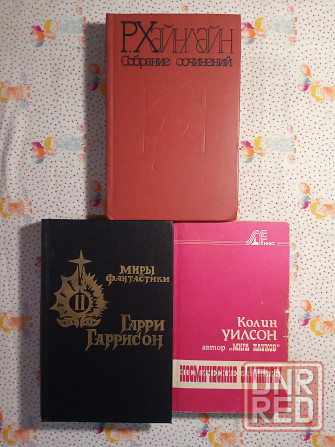 Р.Хайнлайн
Собрание сочинений
МИРЫ
фантастики
II
Гарри
Гаррисон
Колин
УИЛСОН
автор „МИРА ПАУКОВ"
КОСМИЧЕСКИЕ ВАМПИРЫ
DNR
RED